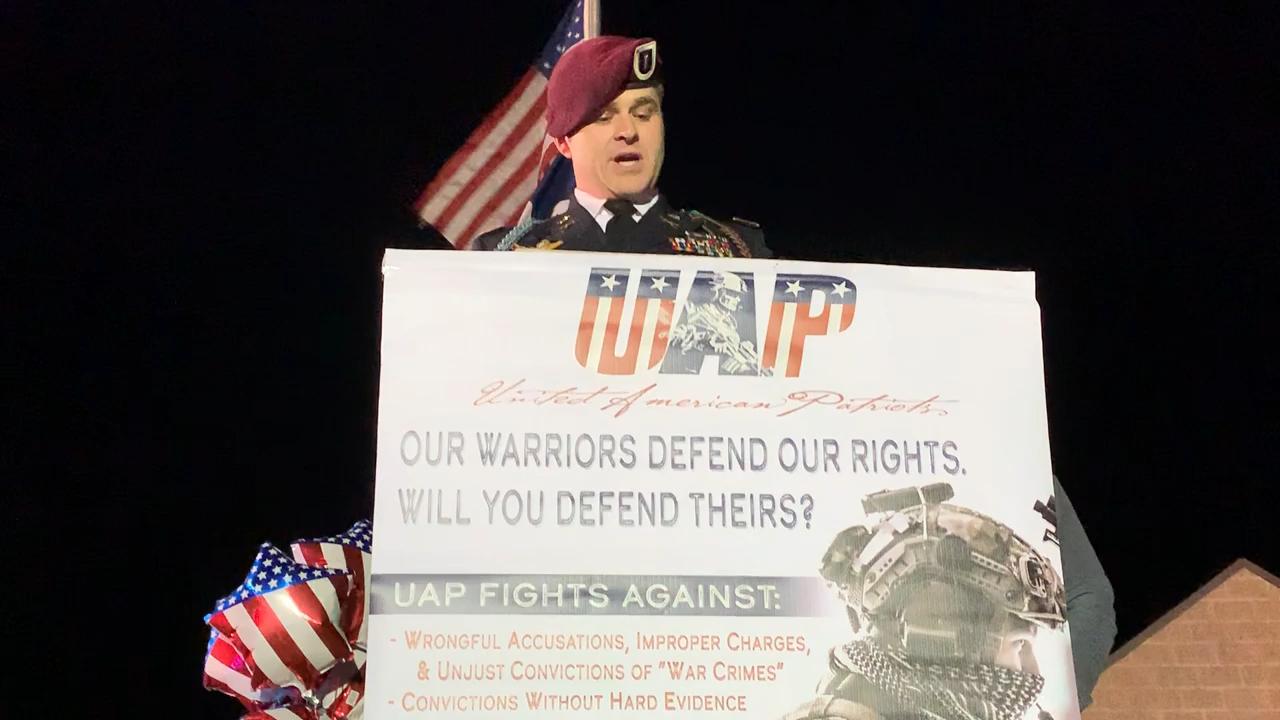 UAP
United American Patriots
OUR WARRIORS DEFEND OUR RIGHTS.
WILL YOU DEFEND THEIRS?
UAP FIGHTS AGAINST:
- WRONGFUL ACCUSATIONS, IMPROPER CHARGES,
& UNJUST CONVICTIONS OF "WAR CRIMES"
- CONVICTIONS WITHOUT HARD EVIDENCE